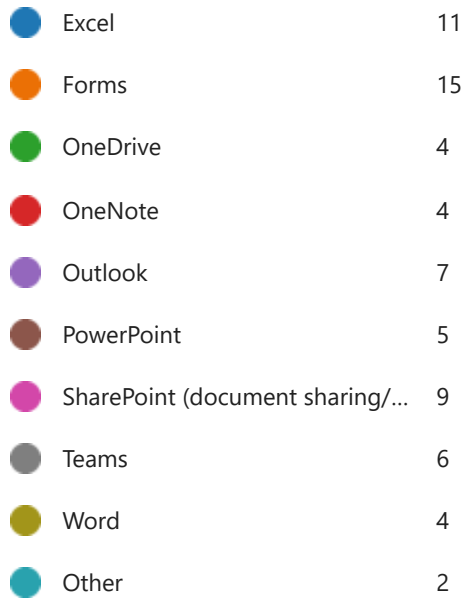 Excel 11
Forms 15
OneDrive 4
OneNote 4
Outlook 7
PowerPoint 5
SharePoint (document sharing/... 9
Teams 6
Word 4
Other 2